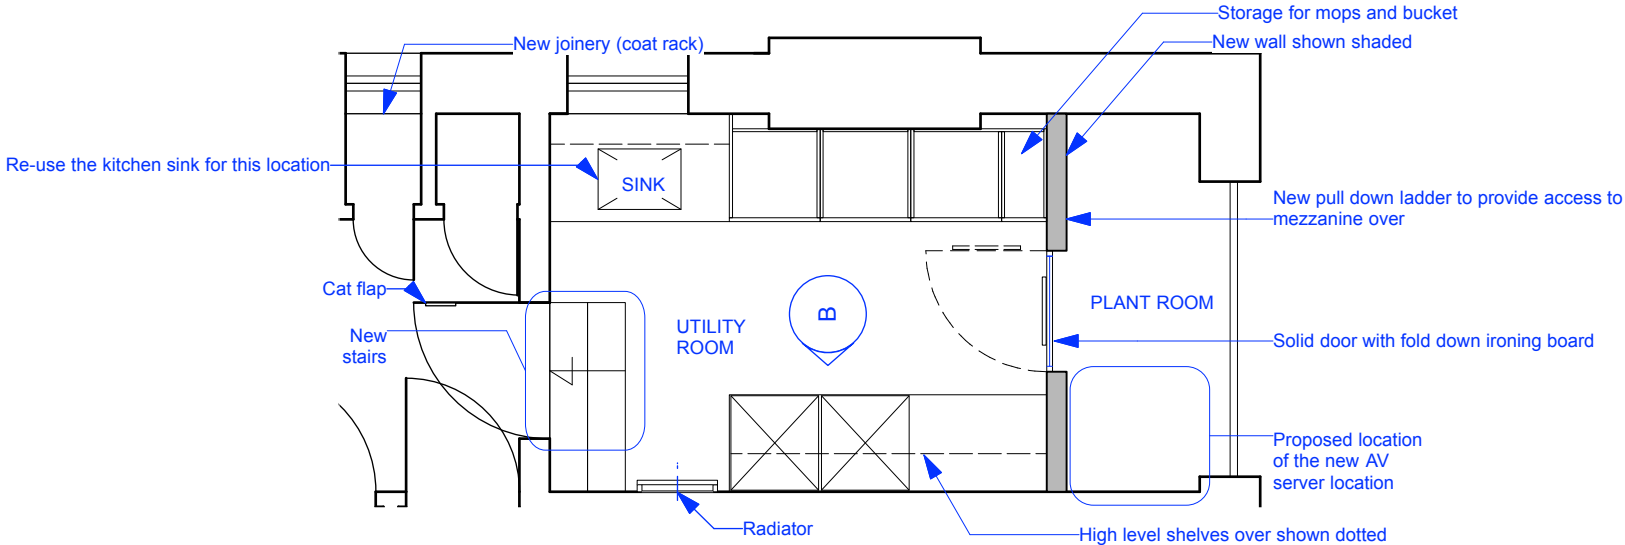 Storage for mops and bucket
New joinery (coat rack)
New wall shown shaded
Re-use the kitchen sink for this location
SINK
New pull down ladder to provide access to
mezzanine over
Cat flap
PLANT ROOM
B
UTILITY
ROOM
New
stairs
Solid door with fold down ironing board
Proposed location
of the new AV
server location
Radiator
High level shelves over shown dotted